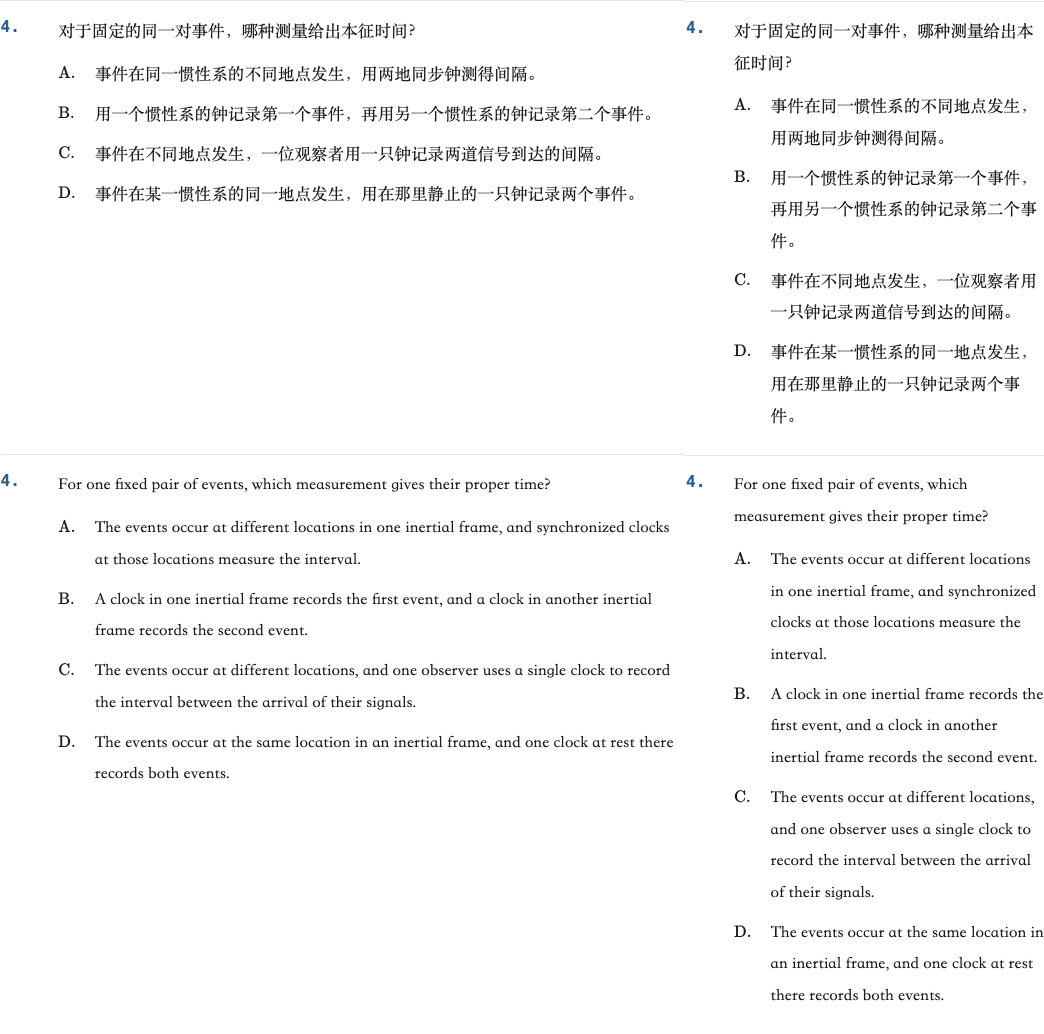 4.
对于固定的同一对事件，哪种测量给出本征时间？
A. 事件在同一惯性系的不同地点发生，用两地同步钟测得间隔。
B. 用一个惯性系的钟记录第一个事件，再用另一个惯性系的钟记录第二个事件。
C. 事件在不同地点发生，一位观察者用一只钟记录两道信号到达的间隔。
D. 事件在某一惯性系的同一地点发生，用在那里静止的一只钟记录两个事件。
4.
对于固定的同一对事件，哪种测量给出本
征时间？
A. 事件在同一惯性系的不同地点发生，
用两地同步钟测得间隔。
B. 用一个惯性系的钟记录第一个事件，
再用另一个惯性系的钟记录第二个事
件。
C. 事件在不同地点发生，一位观察者用
一只钟记录两道信号到达的间隔。
D. 事件在某一惯性系的同一地点发生，
用在那里静止的一只钟记录两个事
件。
4.
For one fixed pair of events, which measurement gives their proper time?
A. The events occur at different locations in one inertial frame, and synchronized clocks
at those locations measure the interval.
B. A clock in one inertial frame records the first event, and a clock in another inertial
frame records the second event.
C. The events occur at different locations, and one observer uses a single clock to record
the interval between the arrival of their signals.
D. The events occur at the same location in an inertial frame, and one clock at rest there
records both events.
4.
For one fixed pair of events, which
measurement gives their proper time?
A. The events occur at different locations
in one inertial frame, and synchronized
clocks at those locations measure the
interval.
B. A clock in one inertial frame records the
first event, and a clock in another
inertial frame records the second event.
C. The events occur at different locations,
and one observer uses a single clock to
record the interval between the arrival
of their signals.
D. The events occur at the same location in
an inertial frame, and one clock at rest
there records both events.